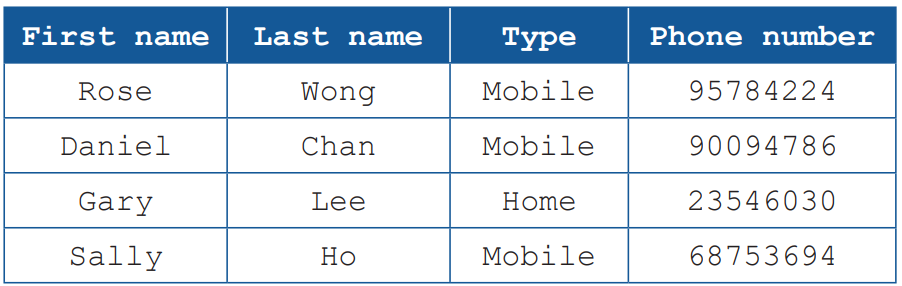 First name Last name Type Phone number
Rose Wong Mobile 95784224
Daniel Chan Mobile 90094786
Gary Lee Home 23546030
Sally Ho Mobile 68753694